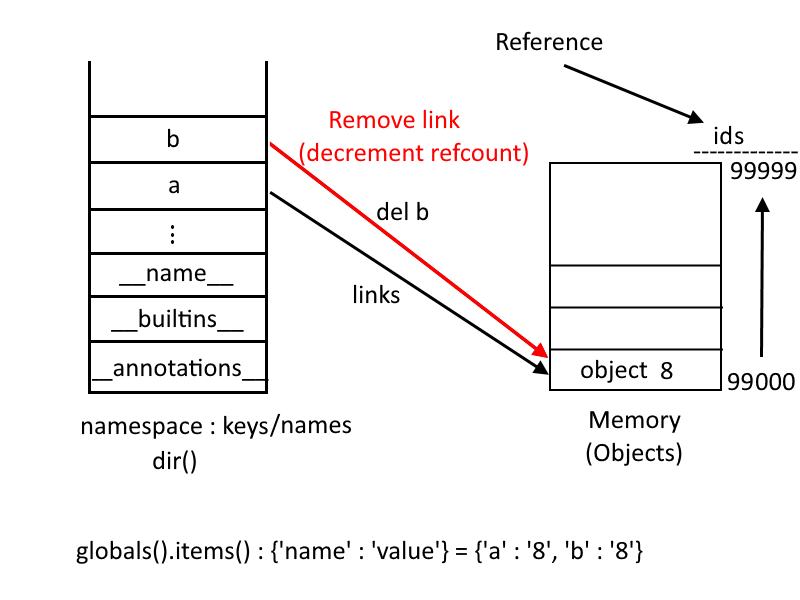 Reference
Remove link
(decrement refcount)
ids
99999
b
a
del b
⋮
links
__name__
__builtins__
__annotations__
object 8
99000
namespace : keys/names
dir()
Memory
(Objects)
globals().items() : {'name' : 'value'} = {'a' : '8', 'b' : '8'}